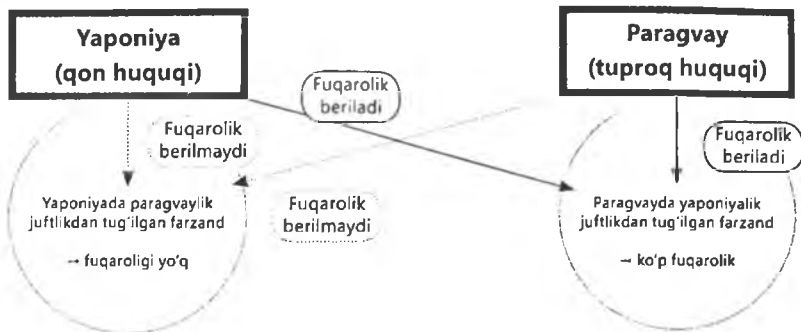 Yaponiya
(qon huquqi)
Paragvay
(tuproq huquqi)
Fuqarolik
beriladi
Fuqarolik
berilmaydi
Fuqarolik
beriladi
Fuqarolik
berilmaydi
Yaponiyada paragvaylik
juftlikdan tug'ilgan farzand
→ fuqaroligi yo'q
Paragvayda yaponiyalik
juftlikdan tug'ilgan farzand
→ ko'p fuqarolik